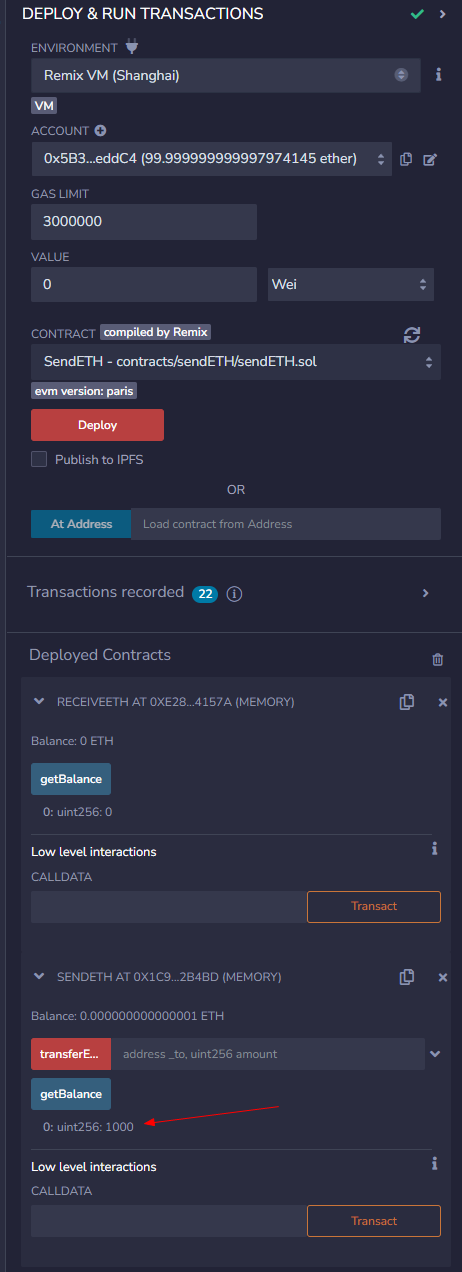 DEPLOY & RUN TRANSACTIONS
ENVIRONMENT
Remix VM (Shanghai)
VM
ACCOUNT
0x5B3...eddC4 (99.999999999997974145 ether)
GAS LIMIT
3000000
VALUE
0 Wei
CONTRACT compiled by Remix
SendETH - contracts/sendETH/sendETH.sol
evm version: paris
Deploy
Publish to IPFS
OR
At Address Load contract from Address
Transactions recorded 22 i
Deployed Contracts
RECEIVEETH AT 0XE28...4157A (MEMORY)
Balance: 0 ETH
getBalance
0: uint256: 0
Low level interactions
CALLDATA
Transact
SENDETH AT 0X1C9...2B4BD (MEMORY)
Balance: 0.000000000000001 ETH
transferE... address _to, uint256 amount
getBalance
0: uint256: 1000
Low level interactions
CALLDATA
Transact